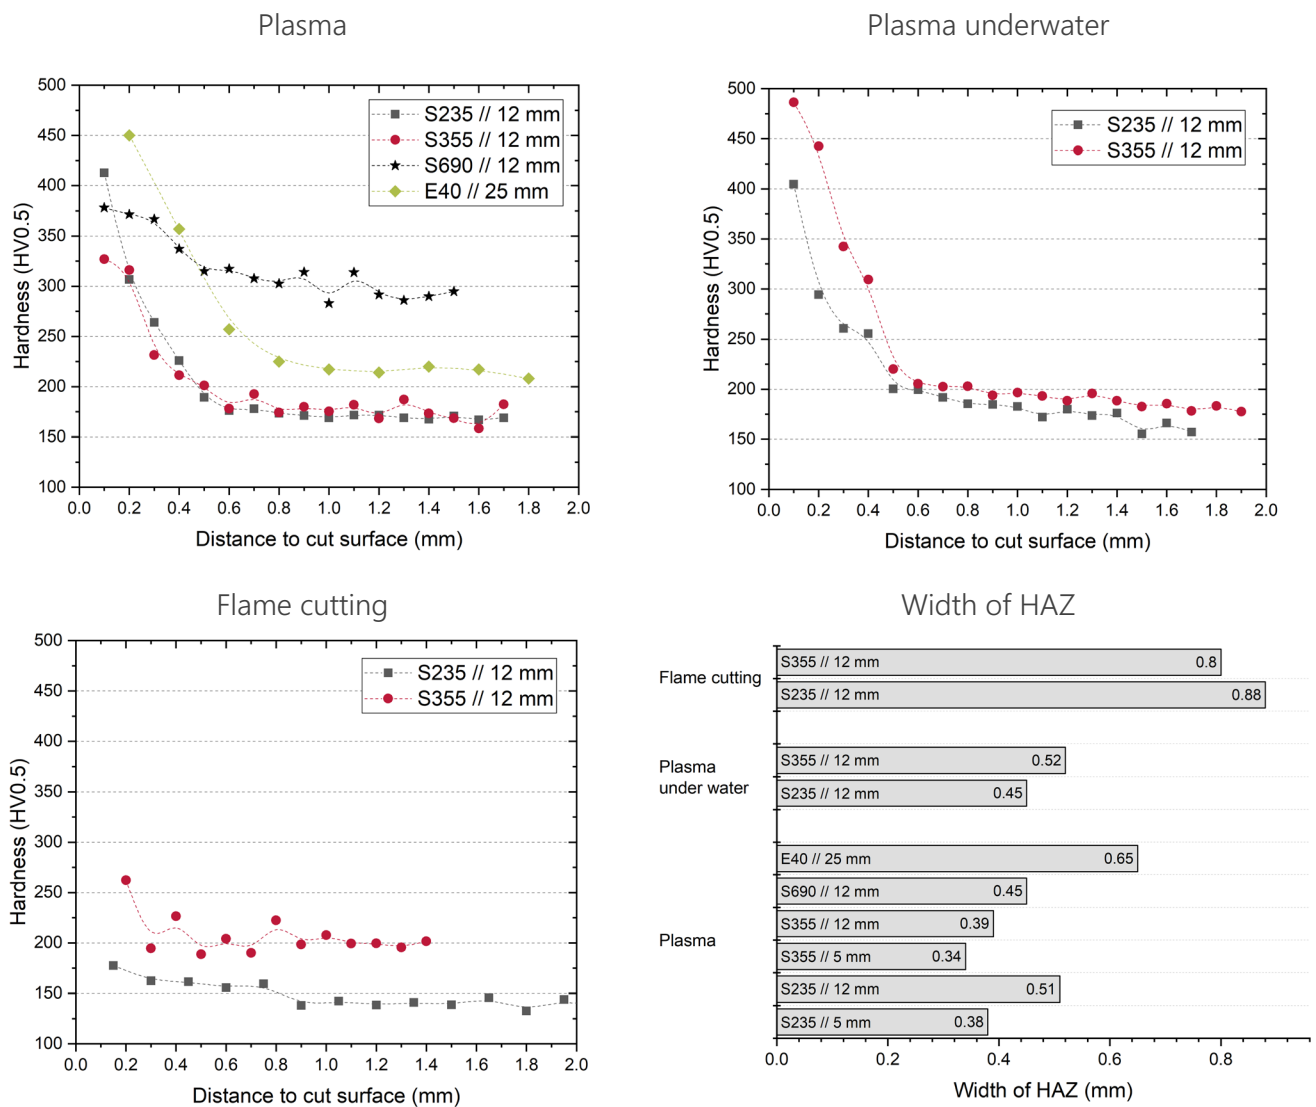 Plasma
Hardness (HV0.5)
500
450
400
350
300
250
200
150
100
S235 // 12 mm
S355 // 12 mm
S690 // 12 mm
E40 // 25 mm
0.0 0.2 0.4 0.6 0.8 1.0 1.2 1.4 1.6 1.8 2.0
Distance to cut surface (mm)
Plasma underwater
Hardness (HV0.5)
500
450
400
350
300
250
200
150
100
S235 // 12 mm
S355 // 12 mm
0.0 0.2 0.4 0.6 0.8 1.0 1.2 1.4 1.6 1.8 2.0
Distance to cut surface (mm)
Flame cutting
Hardness (HV0.5)
500
450
400
350
300
250
200
150
100
S235 // 12 mm
S355 // 12 mm
0.0 0.2 0.4 0.6 0.8 1.0 1.2 1.4 1.6 1.8 2.0
Distance to cut surface (mm)
Width of HAZ
Flame cutting
S355 // 12 mm 0.8
S235 // 12 mm 0.88
Plasma
under water
S355 // 12 mm 0.52
S235 // 12 mm 0.45
Plasma
E40 // 25 mm 0.65
S690 // 12 mm 0.45
S355 // 12 mm 0.39
S355 // 5 mm 0.34
S235 // 12 mm 0.51
S235 // 5 mm 0.38
0.0 0.4 0.6 0.8
Width of HAZ (mm)